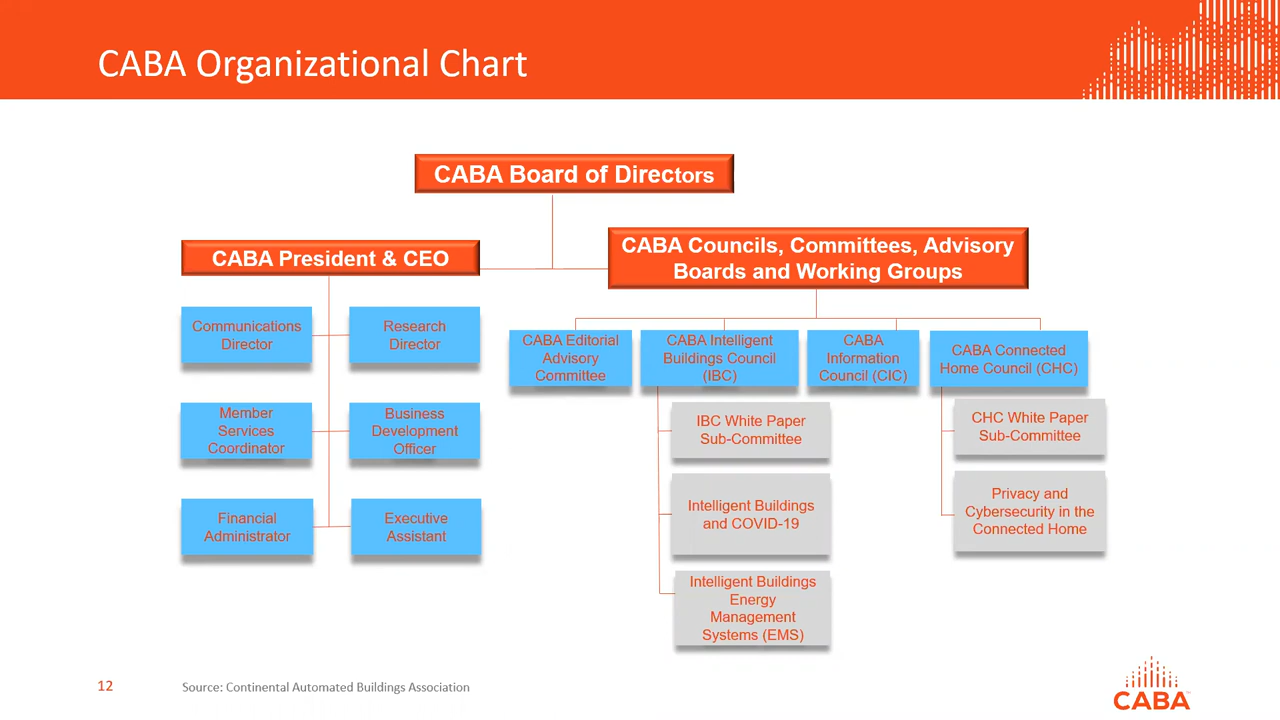 CABA Organizational Chart
CABA Board of Directors
CABA President & CEO
CABA Councils, Committees, Advisory
Boards and Working Groups
Communications
Director
Research
Director
Member
Services
Coordinator
Business
Development
Officer
Financial
Administrator
Executive
Assistant
CABA Editorial
Advisory
Committee
CABA Intelligent
Buildings Council
(IBC)
CABA
Information
Council (CIC)
CABA Connected
Home Council (CHC)
IBC White Paper
Sub-Committee
Intelligent Buildings
and COVID-19
Intelligent Buildings
Energy
Management
Systems (EMS)
CHC White Paper
Sub-Committee
Privacy and
Cybersecurity in the
Connected Home
12
Source: Continental Automated Buildings Association
CABA